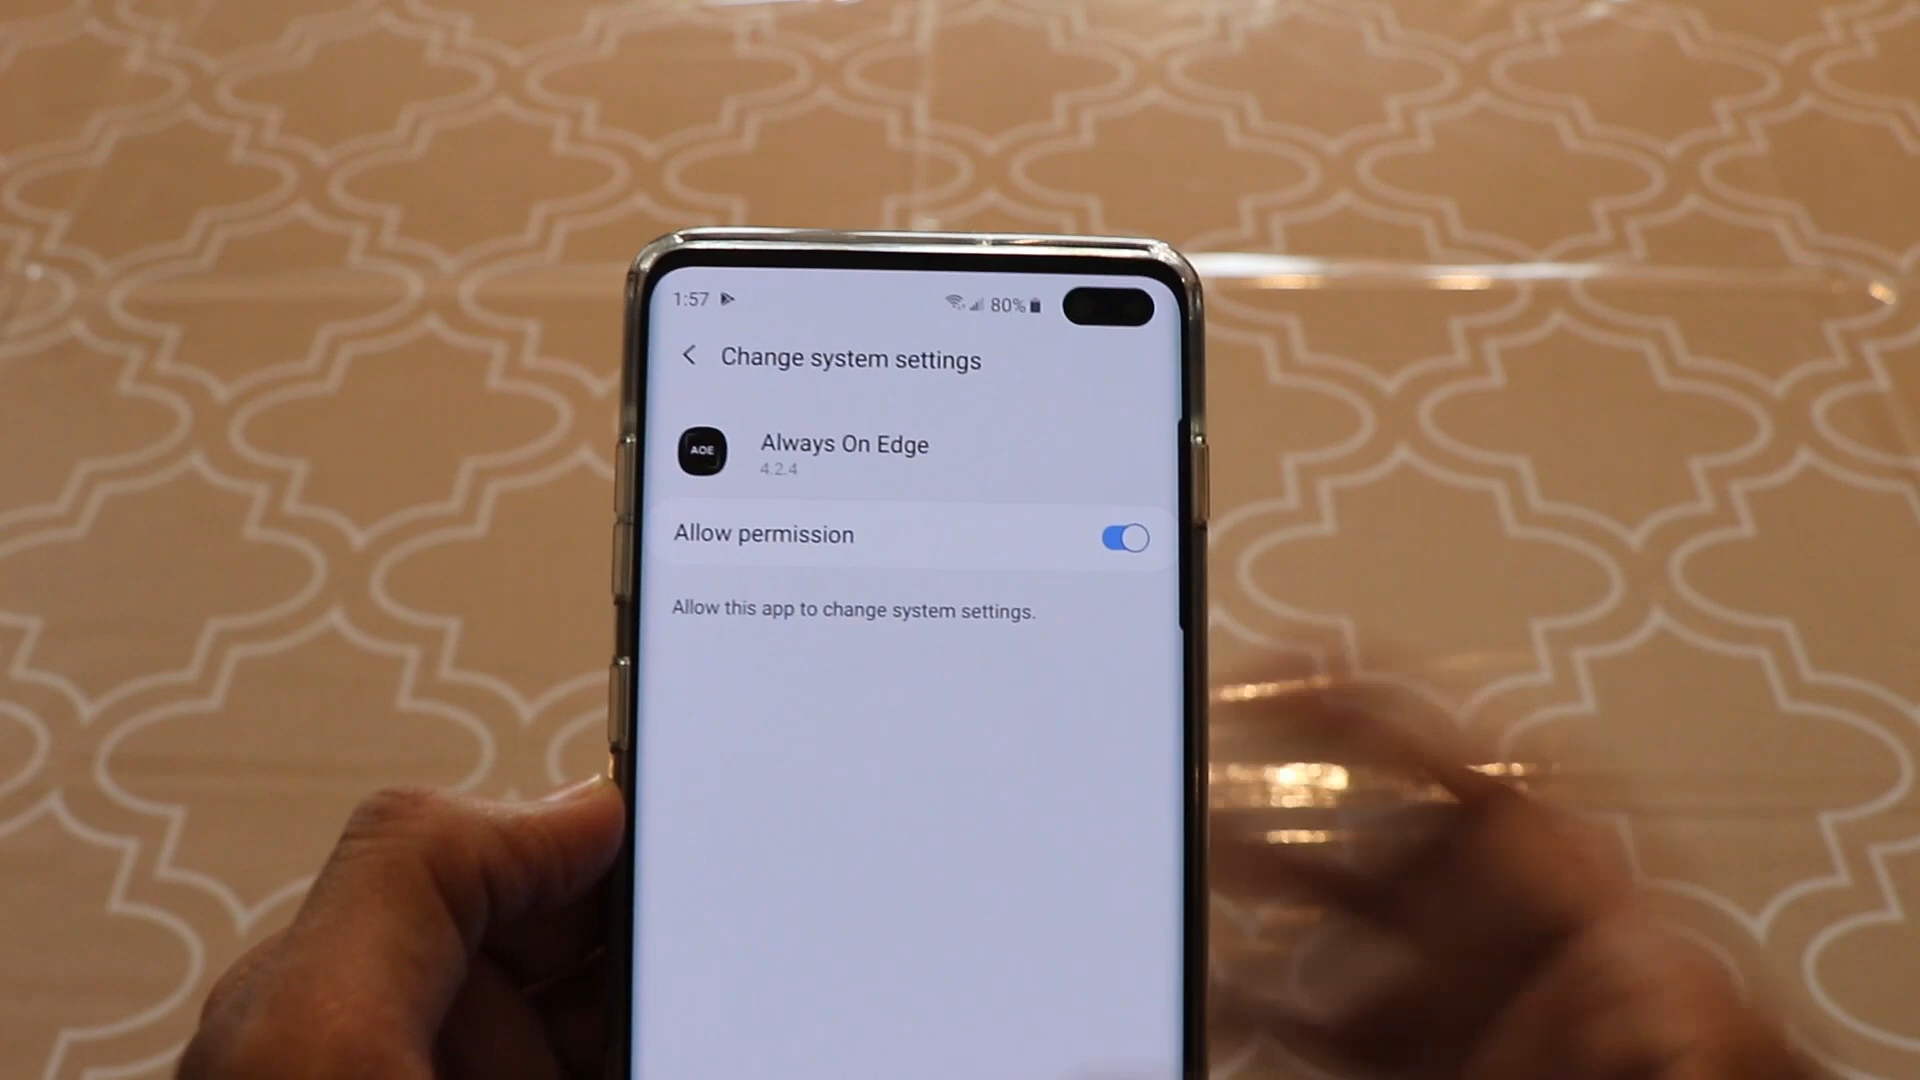 1:57
80%
Change system settings
AOE
Always On Edge
4.2.4
Allow permission
Allow this app to change system settings.